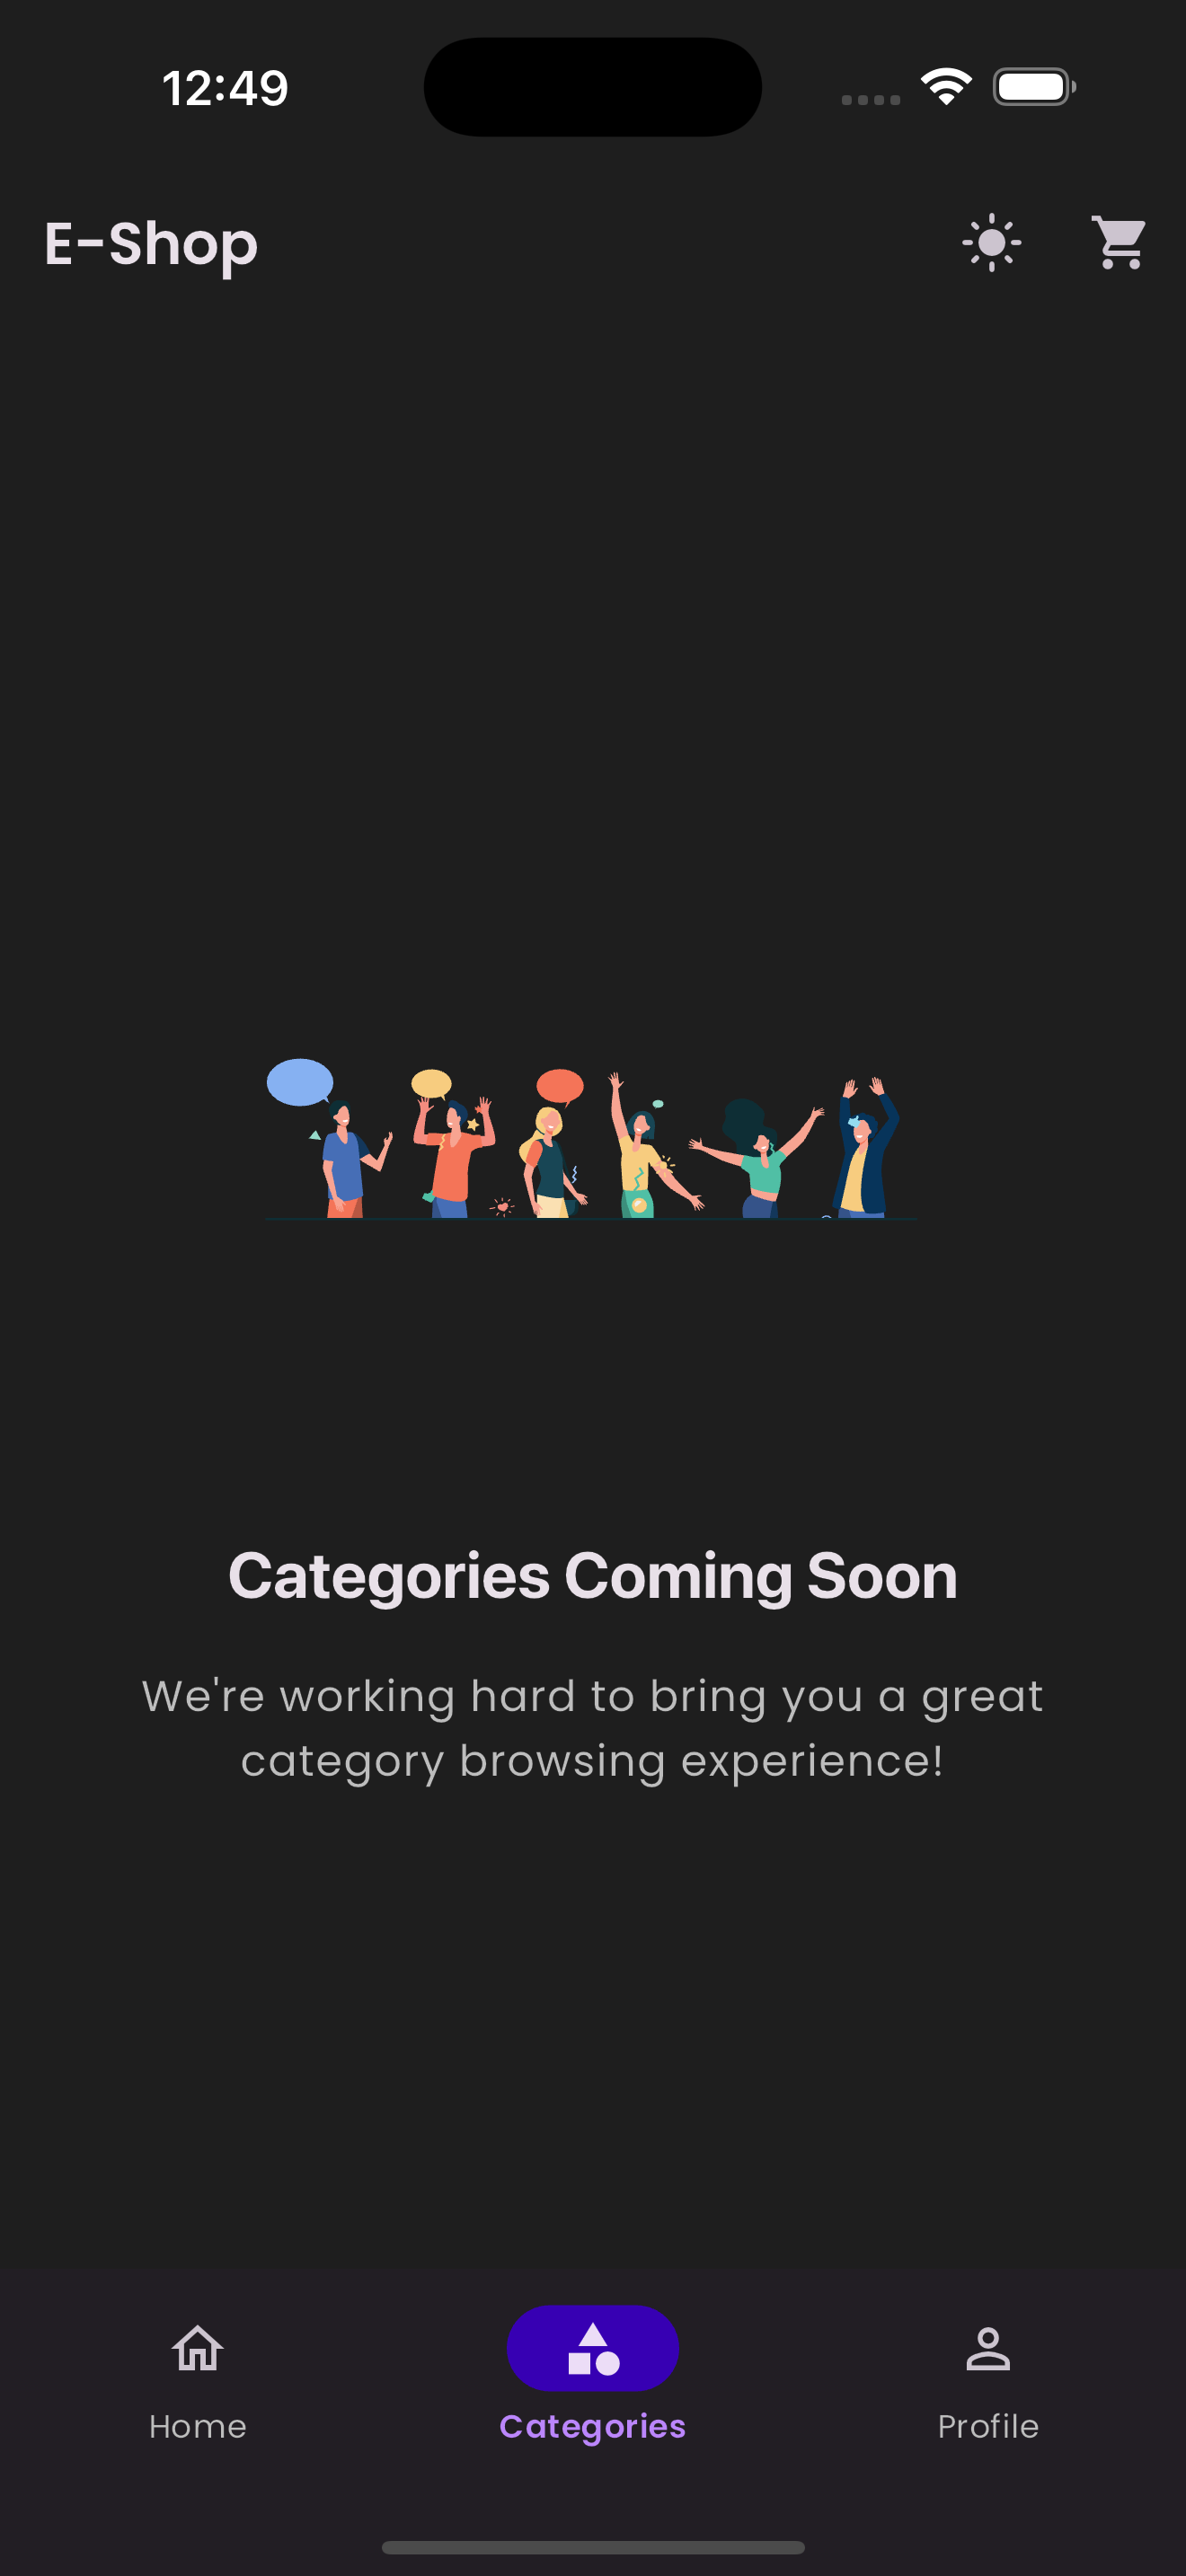 12:49
E-Shop
Categories Coming Soon
We're working hard to bring you a great
category browsing experience!
Home
Categories
Profile